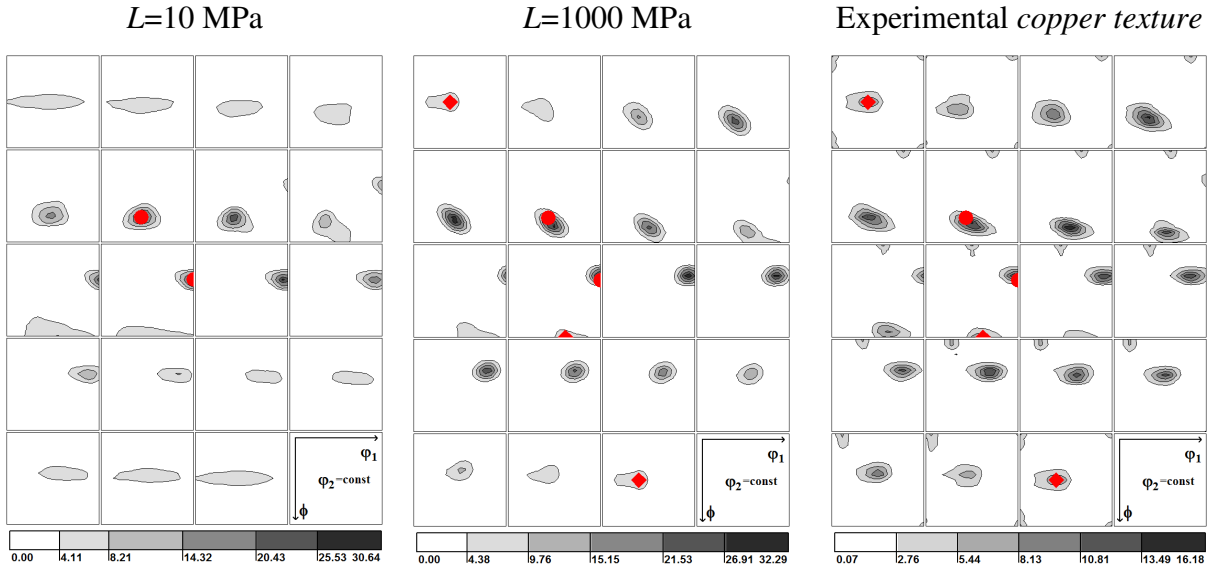 L=10 MPa
L=1000 MPa
Experimental copper texture
φ1
φ2=const
ϕ
φ1
φ2=const
ϕ
φ1
φ2=const
ϕ
0.00 4.11 8.21 14.32 20.43 25.53 30.64
0.00 4.38 9.76 15.15 21.53 26.91 32.29
0.07 2.76 5.44 8.13 10.81 13.49 16.18